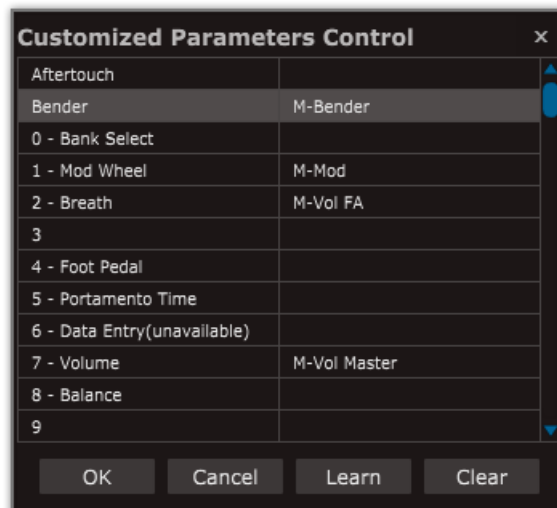 Customized Parameters Control ×
Aftertouch
Bender M-Bender
0 - Bank Select
1 - Mod Wheel M-Mod
2 - Breath M-Vol FA
3
4 - Foot Pedal
5 - Portamento Time
6 - Data Entry(unavailable)
7 - Volume M-Vol Master
8 - Balance
9
OK Cancel Learn Clear